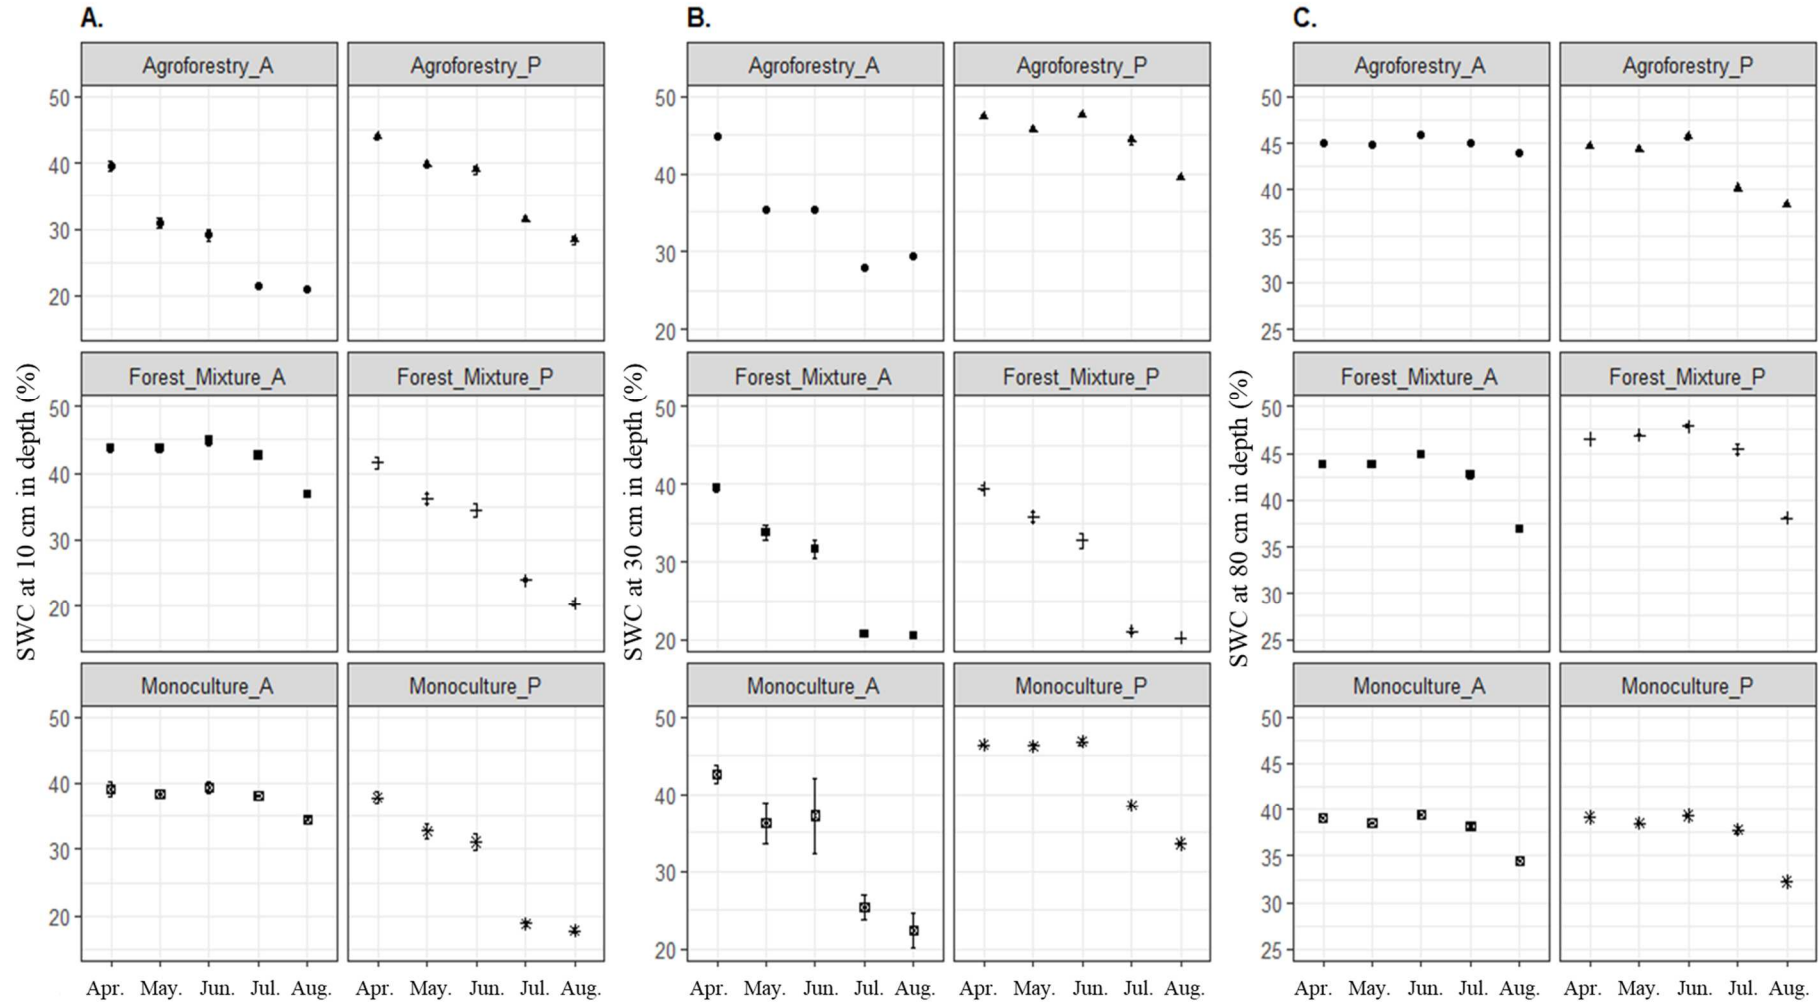 A.
B.
C.
Agroforestry_A
Agroforestry_P
Agroforestry_A
Agroforestry_P
Agroforestry_A
Agroforestry_P
50
40
30
20
50
40
30
20
50
45
40
35
30
25
SWC at 10 cm in depth (%)
SWC at 30 cm in depth (%)
SWC at 80 cm in depth (%)
Forest_Mixture_A
Forest_Mixture_P
Forest_Mixture_A
Forest_Mixture_P
Forest_Mixture_A
Forest_Mixture_P
50
40
30
20
50
40
30
20
50
45
40
35
30
25
Monoculture_A
Monoculture_P
Monoculture_A
Monoculture_P
Monoculture_A
Monoculture_P
50
40
30
20
50
40
30
20
50
45
40
35
30
25
Apr. May. Jun. Jul. Aug.
Apr. May. Jun. Jul. Aug.
Apr. May. Jun. Jul. Aug.
Apr. May. Jun. Jul. Aug.
Apr. May. Jun. Jul. Aug.
Apr. May. Jun. Jul. Aug.